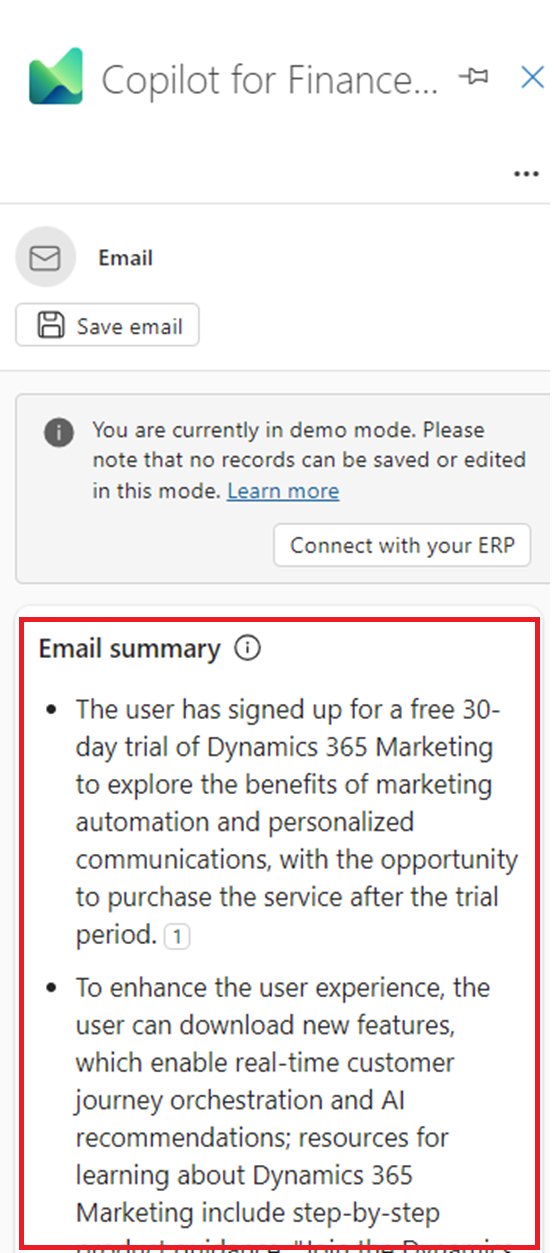 Copilot for Finance...
Email
Save email
You are currently in demo mode. Please
note that no records can be saved or edited
in this mode. Learn more
Connect with your ERP
Email summary
• The user has signed up for a free 30-
day trial of Dynamics 365 Marketing
to explore the benefits of marketing
automation and personalized
communications, with the opportunity
to purchase the service after the trial
period. 1
• To enhance the user experience, the
user can download new features,
which enable real-time customer
journey orchestration and AI
recommendations; resources for
learning about Dynamics 365
Marketing include step-by-step
product guidance, "Join the Dynamics